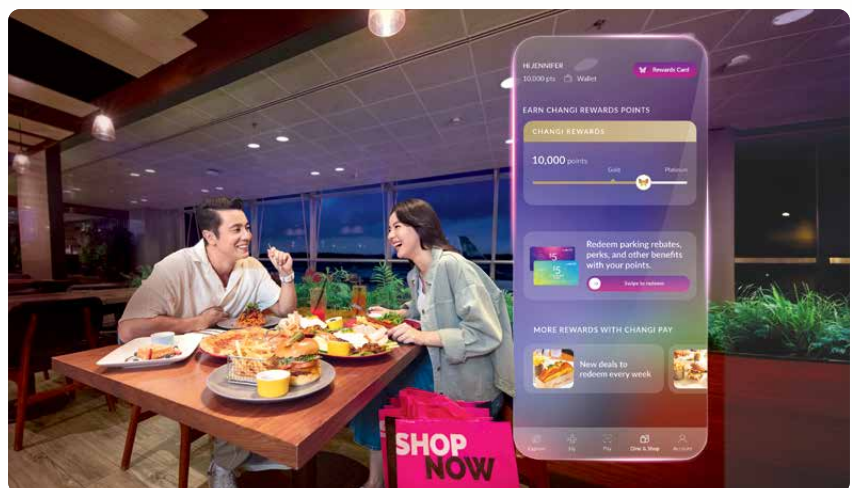 HI JENNIFER
10,000 pts Wallet
Rewards Card
EARN CHANGI REWARDS POINTS
CHANGI REWARDS
10,000 points
Gold
Platinum
Redeem parking rebates,
perks, and other benefits
with your points.
Swipe to redeem
MORE REWARDS WITH CHANGI PAY
New deals to
redeem every week
Explore
Fly
Pay
Dine & Shop
Account
SHOP
NOW